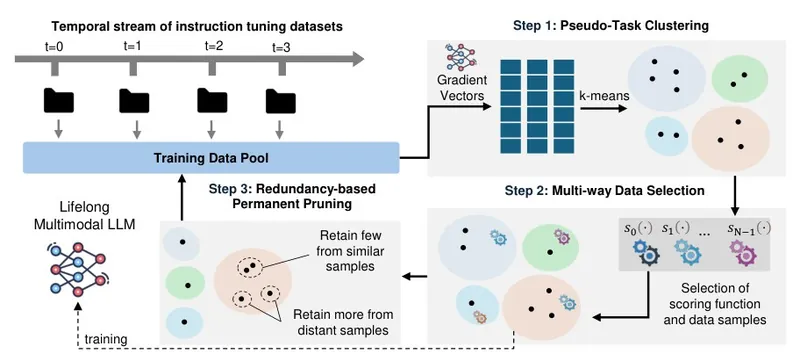 Temporal stream of instruction tuning datasets
t=0
t=1
t=2
t=3
Training Data Pool
Step 1: Pseudo-Task Clustering
Gradient
Vectors
k-means
Step 2: Multi-way Data Selection
s₀(·) s₁(·) ... s_N−1(·)
Selection of
scoring function
and data samples
Step 3: Redundancy-based
Permanent Pruning
Retain few
from similar
samples
Retain more from
distant samples
Lifelong
Multimodal LLM
training